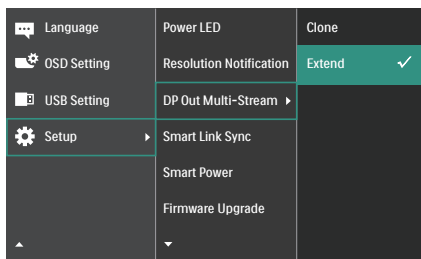 Language
OSD Setting
USB Setting
Setup
Power LED
Resolution Notification
DP Out Multi-Stream
Smart Link Sync
Smart Power
Firmware Upgrade
Clone
Extend